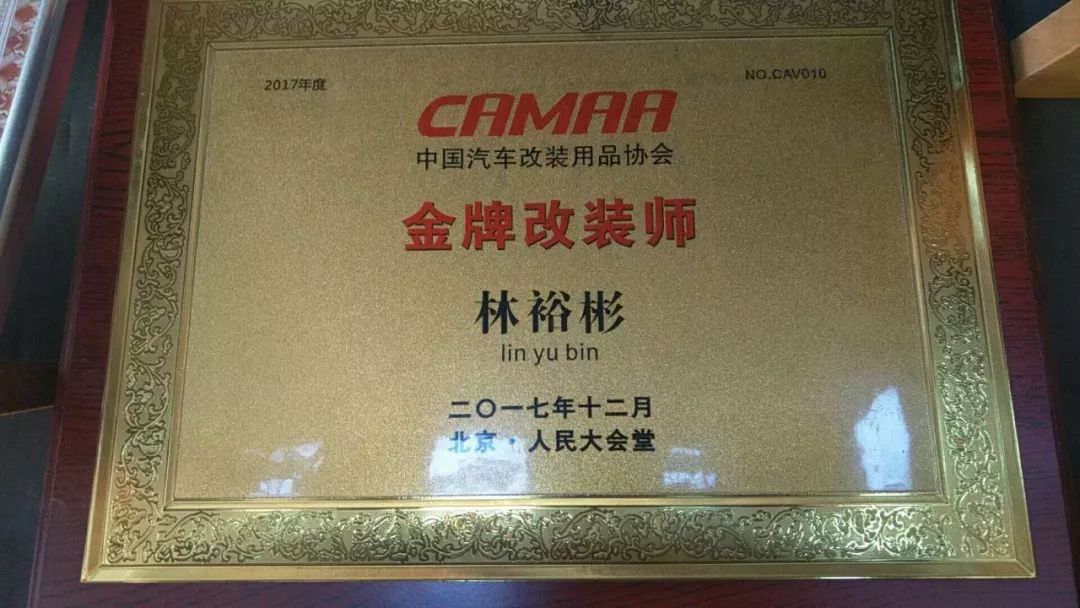 2017年度
NO.CAV010
CAMAA
中国汽车改装用品协会
金牌改装师
林裕彬
lin yu bin
二〇一七年十二月
北京·人民大会堂